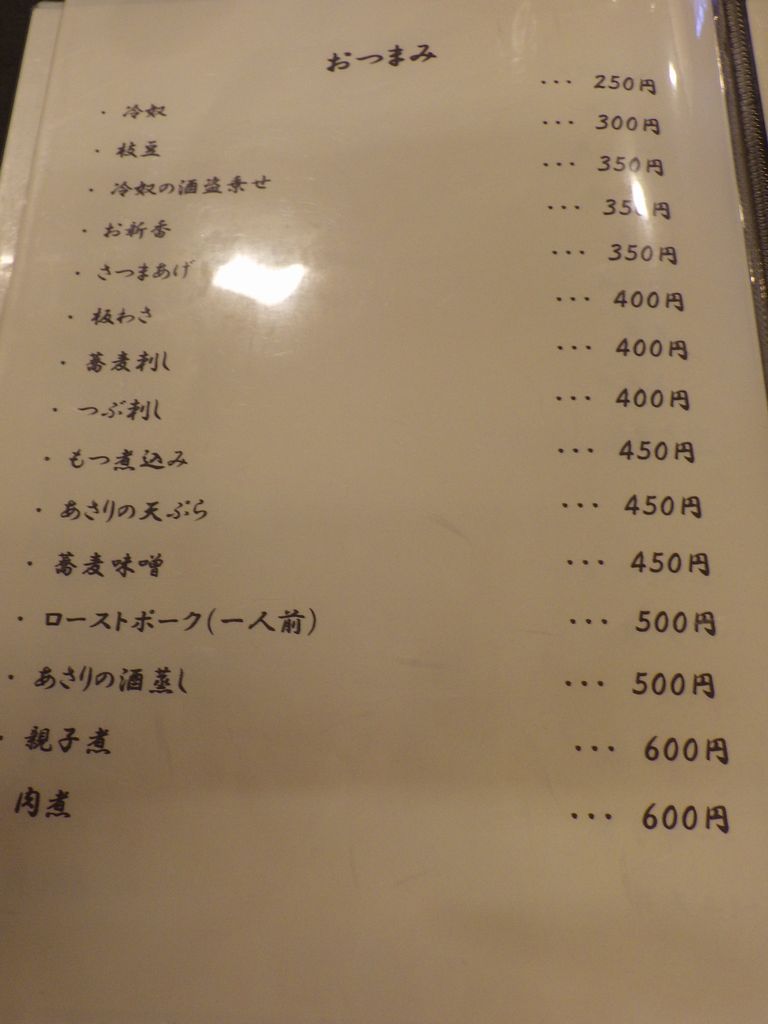 おつまみ
・冷奴 ･･･ 250円
・枝豆 ･･･ 300円
・冷奴の酒盗乗せ ･･･ 350円
・お新香 ･･･ 350円
・さつまあげ ･･･ 350円
・板わさ ･･･ 400円
・蕎麦刺し ･･･ 400円
・つぶ刺し ･･･ 400円
・もつ煮込み ･･･ 450円
・あさりの天ぷら ･･･ 450円
・蕎麦味噌 ･･･ 450円
・ローストポーク(一人前) ･･･ 500円
・あさりの酒蒸し ･･･ 500円
・親子煮 ･･･ 600円
肉煮 ･･･ 600円